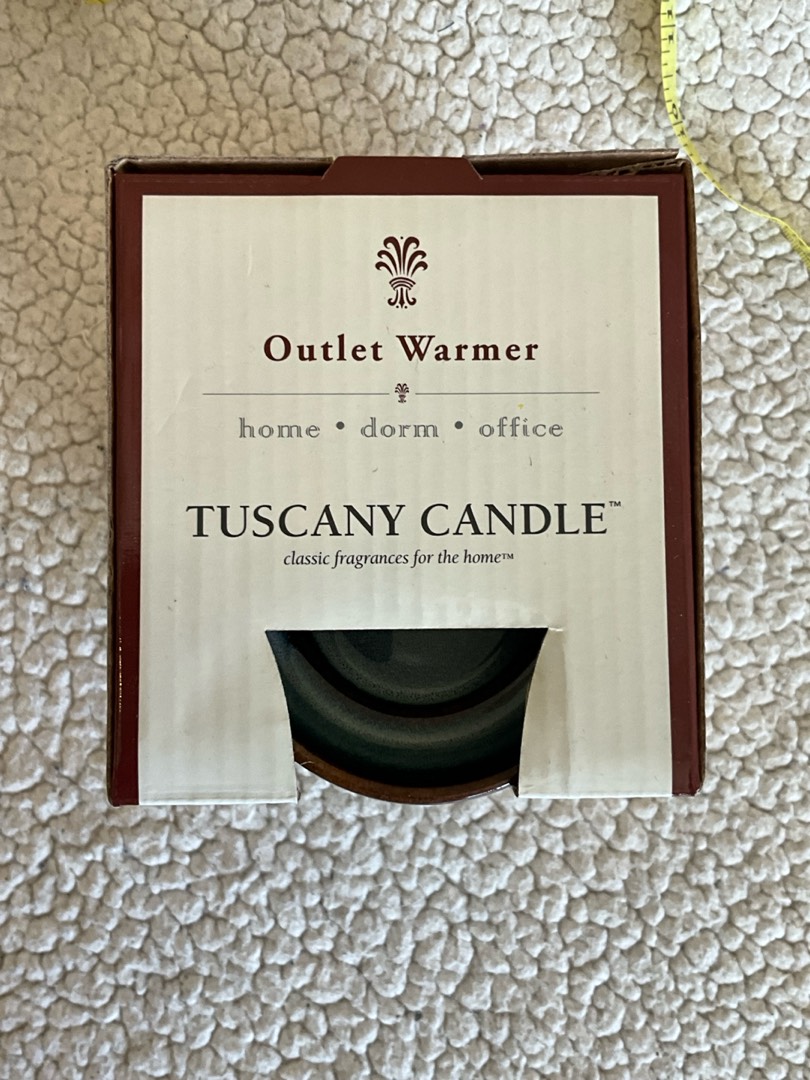 Outlet Warmer
home • dorm • office
TUSCANY CANDLE™
classic fragrances for the home™